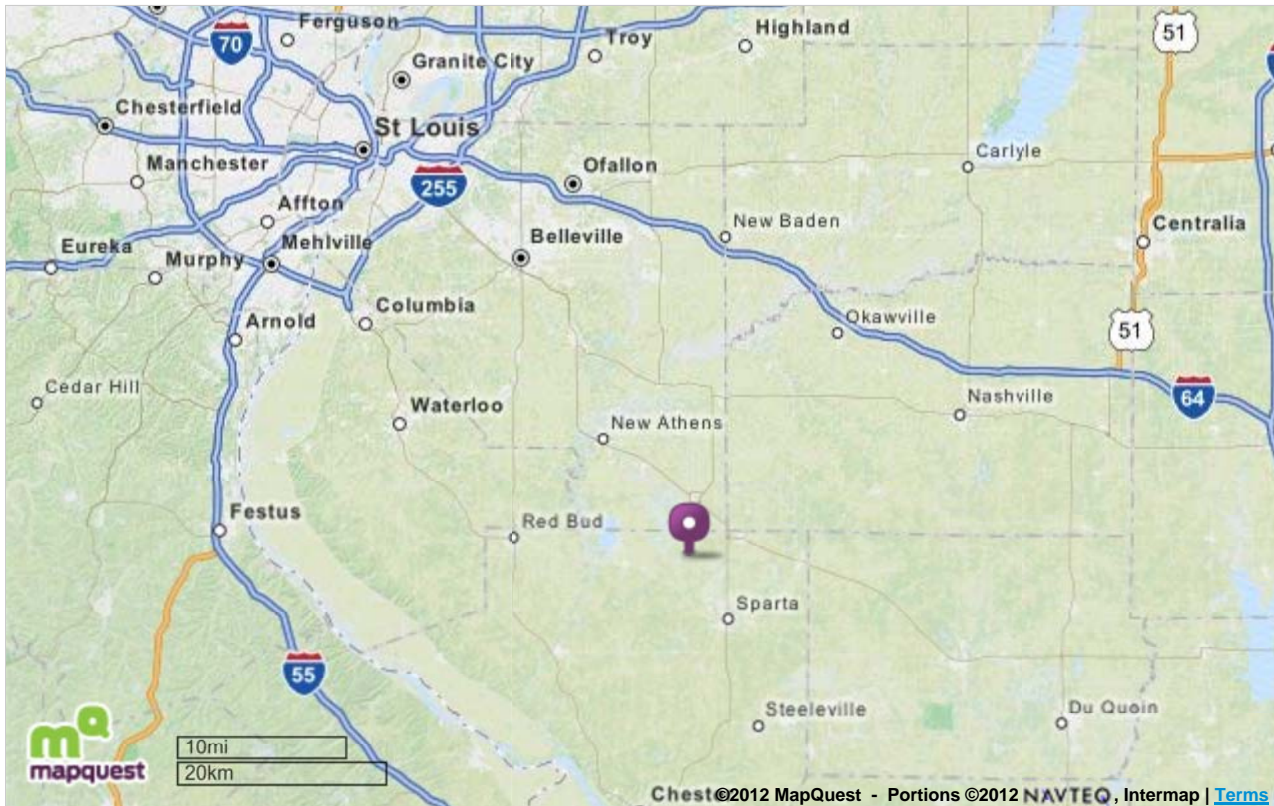 Ferguson
70
Troy
Highland
51
Granite City
Chesterfield
St Louis
Manchester
Ofallon
Carlyle
255
Affton
New Baden
Centralia
Eureka
Mehlville
Belleville
Murphy
Columbia
Arnold
Okawville
51
Cedar Hill
Waterloo
Nashville
64
New Athens
Festus
Red Bud
Sparta
55
Steeleville
Du Quoin
mapquest
10mi
20km
©2012 MapQuest - Portions ©2012 NAVTEQ, Intermap | Terms